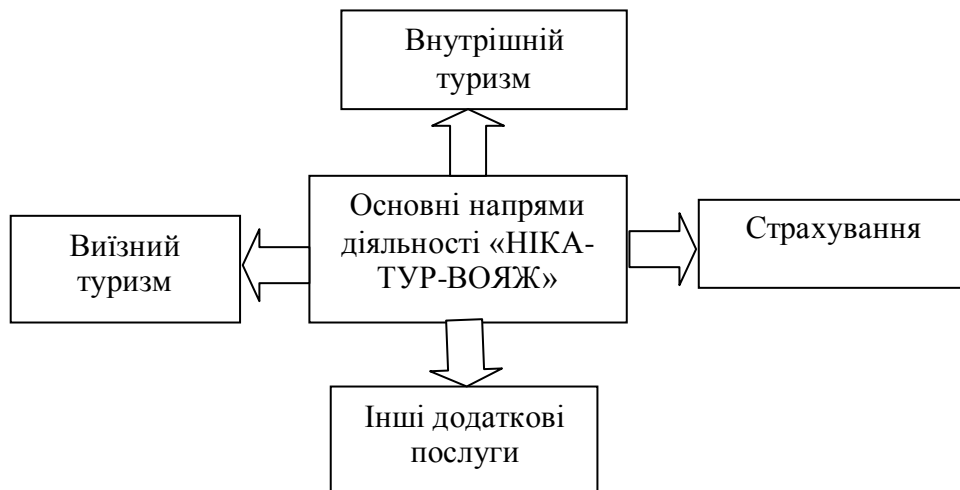 Внутрішній
туризм
Основні напрями
діяльності «НІКА-
ТУР-ВОЯЖ»
Виїзний
туризм
Страхування
Інші додаткові
послуги